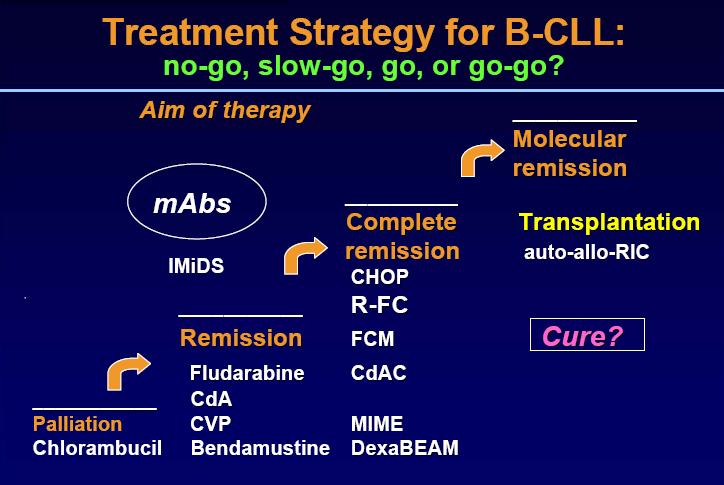 Treatment Strategy for B-CLL:
no-go, slow-go, go, or go-go?
Aim of therapy
Molecular
remission
mAbs
Complete
remission
Transplantation
auto-allo-RIC
IMiDS
CHOP
R-FC
Remission
FCM
Cure?
Fludarabine
CdAC
CdA
Palliation
CVP
MIME
Chlorambucil
Bendamustine
DexaBEAM